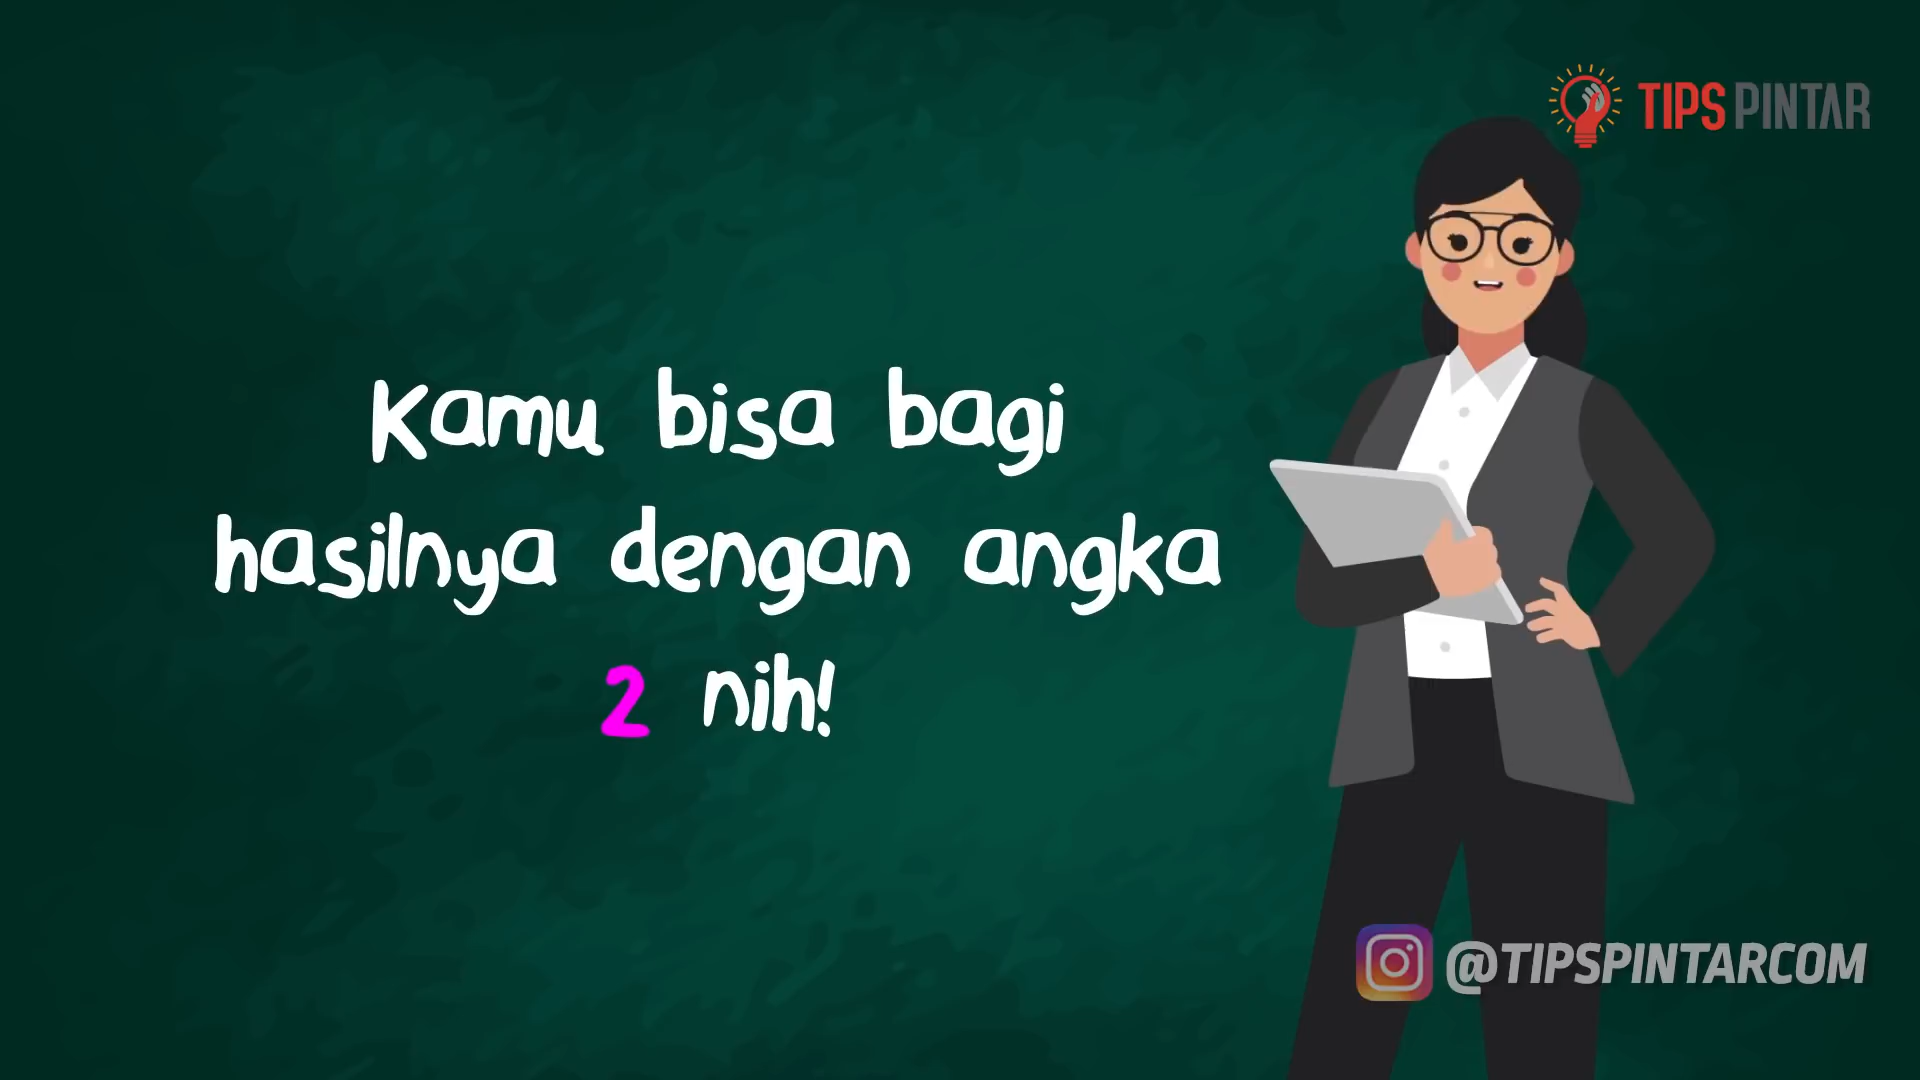 TIPS PINTAR
Kamu bisa bagi
hasilnya dengan angka
2 nih!
@TIPSPINTARCOM